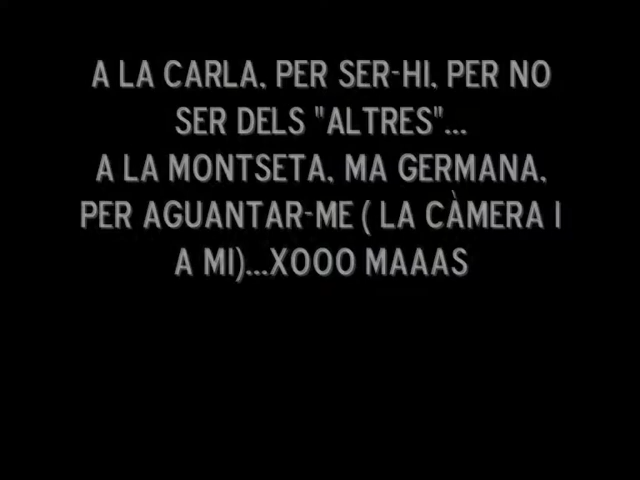 A LA CARLA, PER SER-HI, PER NO
SER DELS "ALTRES"...
A LA MONTSETA, MA GERMANA,
PER AGUANTAR-ME ( LA CÀMERA I
A MI)...XOOO MAAAS